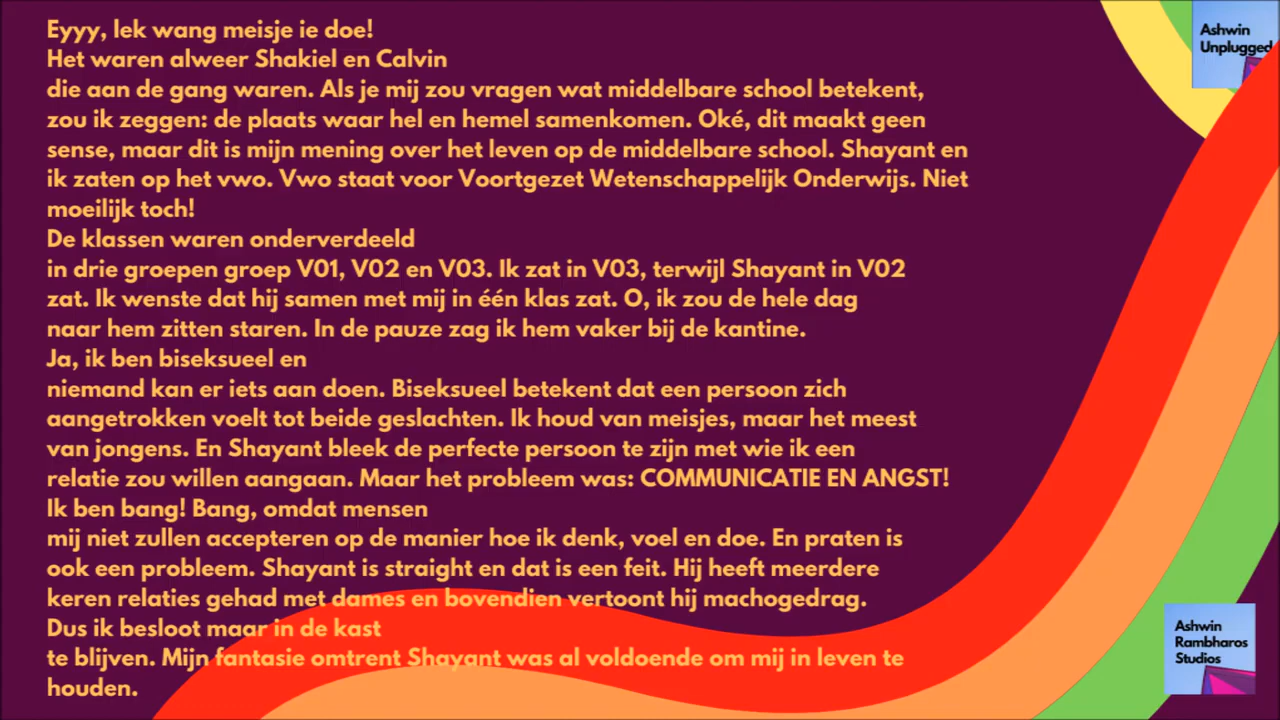 Eyyy, lek wang meisje ie doe!
Het waren alweer Shakiel en Calvin
die aan de gang waren. Als je mij zou vragen wat middelbare school betekent,
zou ik zeggen: de plaats waar hel en hemel samenkomen. Oké, dit maakt geen
sense, maar dit is mijn mening over het leven op de middelbare school. Shayant en
ik zaten op het vwo. Vwo staat voor Voortgezet Wetenschappelijk Onderwijs. Niet
moeilijk toch!
De klassen waren onderverdeeld
in drie groepen groep V01, V02 en V03. Ik zat in V03, terwijl Shayant in V02
zat. Ik wenste dat hij samen met mij in één klas zat. O, ik zou de hele dag
naar hem zitten staren. In de pauze zag ik hem vaker bij de kantine.
Ja, ik ben biseksueel en
niemand kan er iets aan doen. Biseksueel betekent dat een persoon zich
aangetrokken voelt tot beide geslachten. Ik houd van meisjes, maar het meest
van jongens. En Shayant bleek de perfecte persoon te zijn met wie ik een
relatie zou willen aangaan. Maar het probleem was: COMMUNICATIE EN ANGST!
Ik ben bang! Bang, omdat mensen
mij niet zullen accepteren op de manier hoe ik denk, voel en doe. En praten is
ook een probleem. Shayant is straight en dat is een feit. Hij heeft meerdere
keren relaties gehad met dames en bovendien vertoont hij machogedrag.
Dus ik besloot maar in de kast
te blijven. Mijn fantasie omtrent Shayant was al voldoende om mij in leven te
houden.
Ashwin
Unplugged
Ashwin
Rambharos
Studios